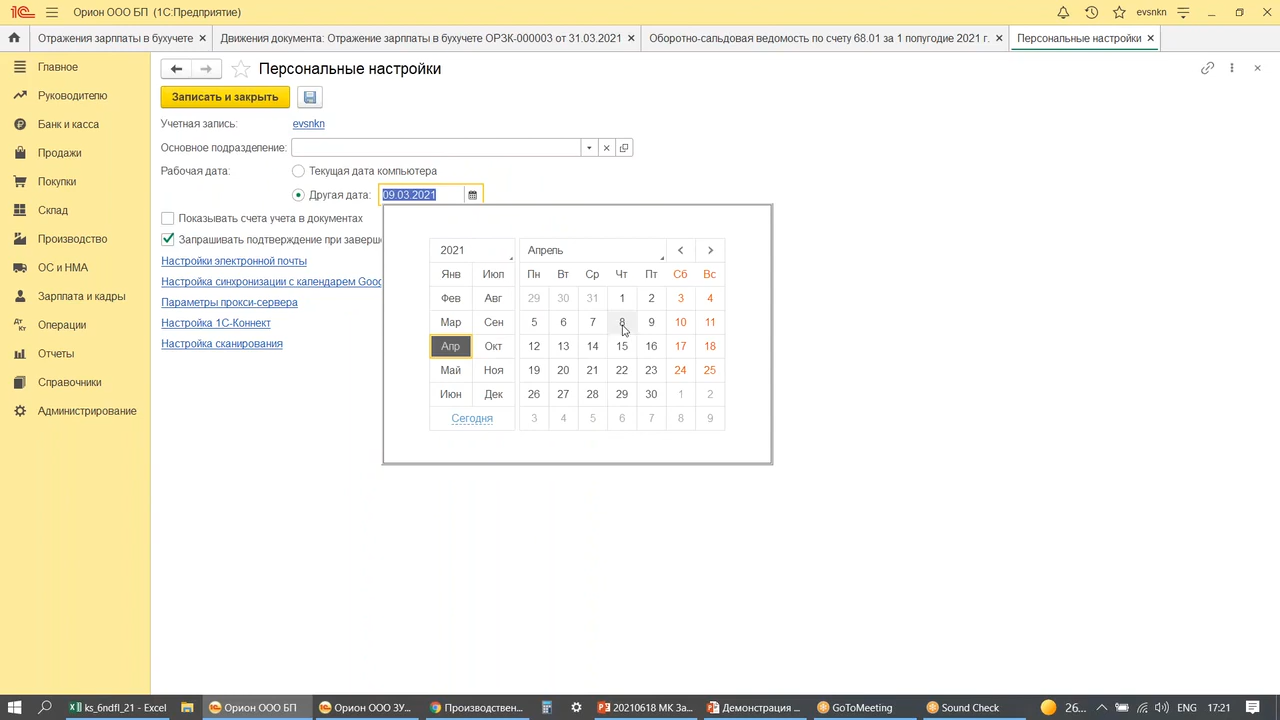 Орион ООО БП (1С:Предприятие)
evsnkn
Отражения зарплаты в бухучете ×
Движения документа: Отражение зарплаты в бухучете ОРЗК-000003 от 31.03.2021 ×
Оборотно-сальдовая ведомость по счету 68.01 за 1 полугодие 2021 г. ×
Персональные настройки ×
Главное
Руководителю
Банк и касса
Продажи
Покупки
Склад
Производство
ОС и НМА
Зарплата и кадры
Операции
Отчеты
Справочники
Администрирование
Персональные настройки
Записать и закрыть
Учетная запись: evsnkn
Основное подразделение:
Рабочая дата: Текущая дата компьютера
Другая дата: 09.03.2021
Показывать счета учета в документах
Запрашивать подтверждение при заверше
Настройки электронной почты
Настройка синхронизации с календарем Goog
Параметры прокси-сервера
Настройка 1С-Коннект
Настройка сканирования
2021 Апрель
Янв Июл Пн Вт Ср Чт Пт Сб Вс
Фев Авг 29 30 31 1 2 3 4
Мар Сен 5 6 7 8 9 10 11
Апр Окт 12 13 14 15 16 17 18
Май Ноя 19 20 21 22 23 24 25
Июн Дек 26 27 28 29 30 1 2
Сегодня 3 4 5 6 7 8 9
ks_6ndfl_21 - Excel
Орион ООО БП
Орион ООО ЗУ...
Производствен...
20210618 МК За...
Демонстрация ...
GoToMeeting
Sound Check
26...
ENG
17:21